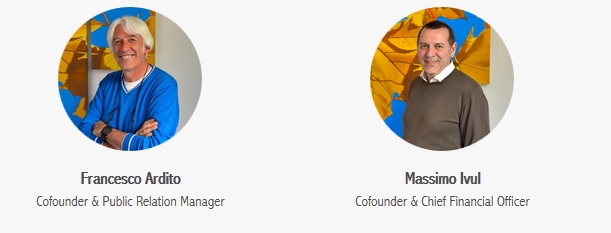 Francesco Ardito
Cofounder & Public Relation Manager
Massimo Ivul
Cofounder & Chief Financial Officer